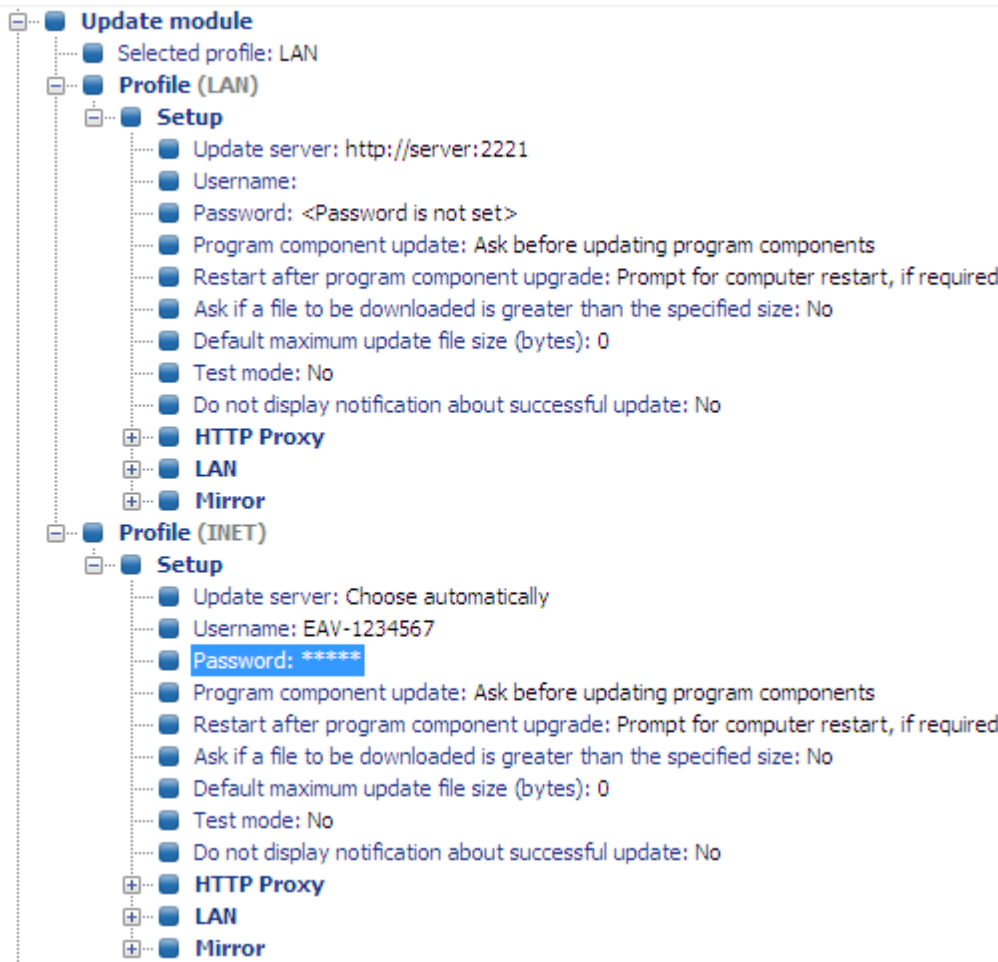 Update module
Selected profile: LAN
Profile (LAN)
Setup
Update server: http://server:2221
Username:
Password: <Password is not set>
Program component update: Ask before updating program components
Restart after program component upgrade: Prompt for computer restart, if required
Ask if a file to be downloaded is greater than the specified size: No
Default maximum update file size (bytes): 0
Test mode: No
Do not display notification about successful update: No
HTTP Proxy
LAN
Mirror
Profile (INET)
Setup
Update server: Choose automatically
Username: EAV-1234567
Password: *****
Program component update: Ask before updating program components
Restart after program component upgrade: Prompt for computer restart, if required
Ask if a file to be downloaded is greater than the specified size: No
Default maximum update file size (bytes): 0
Test mode: No
Do not display notification about successful update: No
HTTP Proxy
LAN
Mirror